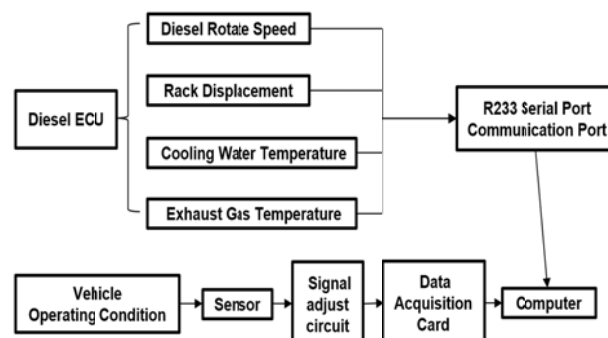 Diesel Rotate Speed
Rack Displacement
Diesel ECU
Cooling Water Temperature
Exhaust Gas Temperature
R233 Serial Port
Communication Port
Vehicle
Operating Condition
Sensor
Signal
adjust
circuit
Data
Acquisition
Card
Computer